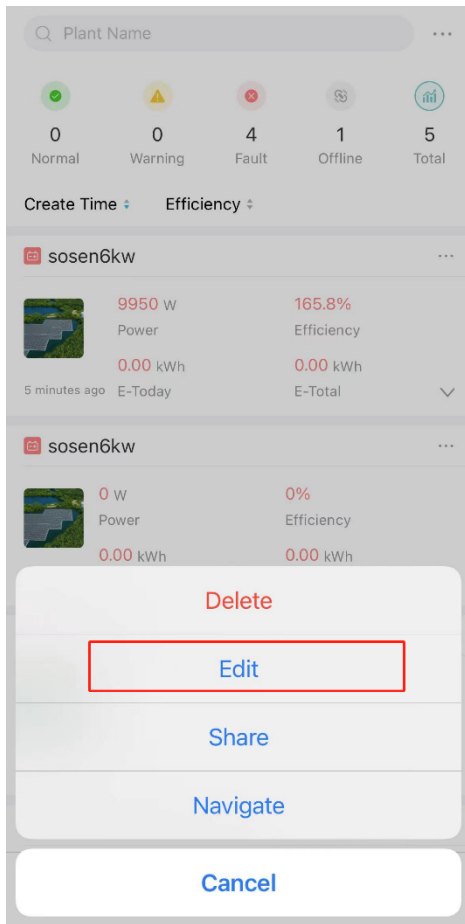 Plant Name ...
0 0 4 1 5
Normal Warning Fault Offline Total
Create Time Efficiency
sosen6kw ...
9950 W 165.8%
Power Efficiency
0.00 kWh 0.00 kWh
5 minutes ago E-Today E-Total
sosen6kw ...
0 W 0%
Power Efficiency
0.00 kWh 0.00 kWh
Delete
Edit
Share
Navigate
Cancel